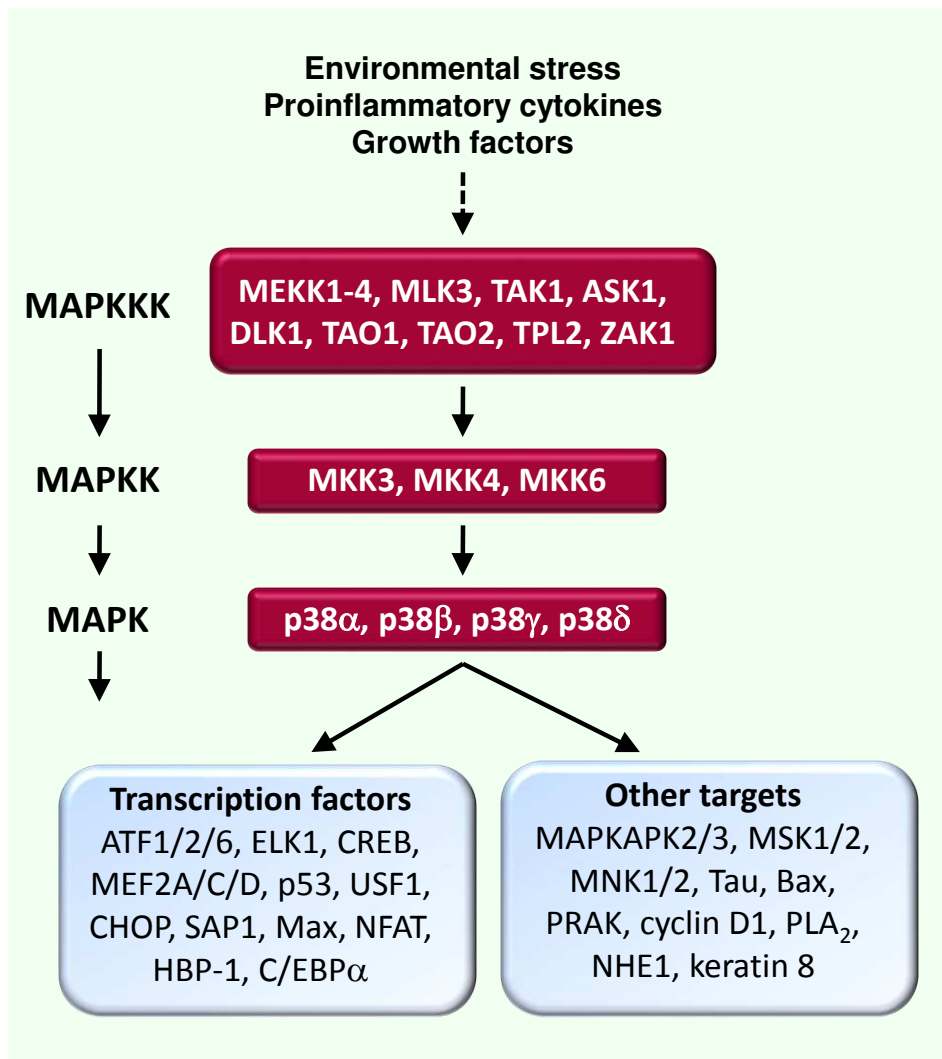 Environmental stress
Proinflammatory cytokines
Growth factors
MAPKKK
MEKK1-4, MLK3, TAK1, ASK1,
DLK1, TAO1, TAO2, TPL2, ZAK1
MAPKK
MKK3, MKK4, MKK6
MAPK
p38α, p38β, p38γ, p38δ
Transcription factors
ATF1/2/6, ELK1, CREB,
MEF2A/C/D, p53, USF1,
CHOP, SAP1, Max, NFAT,
HBP-1, C/EBPα
Other targets
MAPKAPK2/3, MSK1/2,
MNK1/2, Tau, Bax,
PRAK, cyclin D1, PLA₂,
NHE1, keratin 8